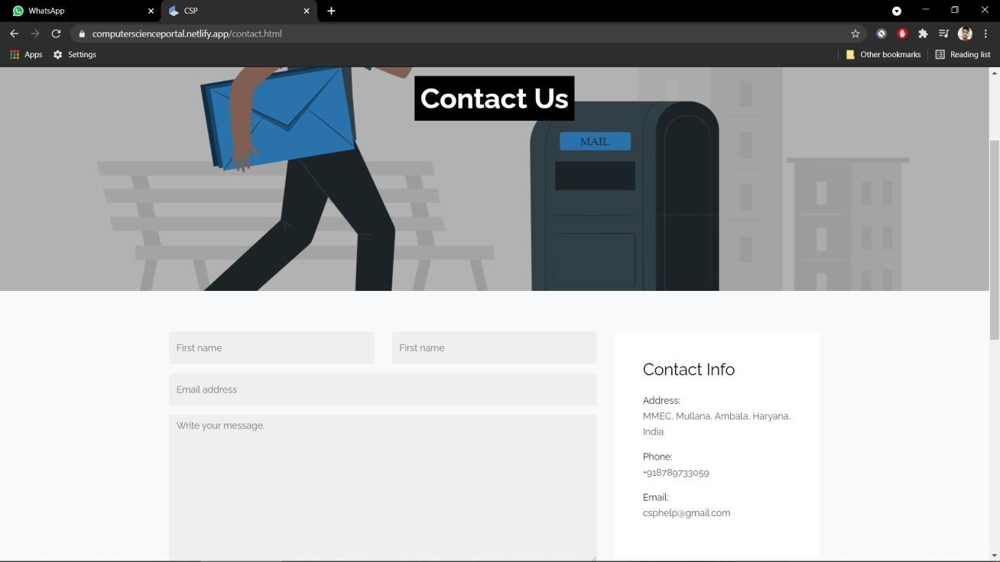 WhatsApp
CSP
computerscienceportal.netlify.app/contact.html
Apps
Settings
Other bookmarks
Reading list
Contact Us
MAIL
First name
First name
Email address
Write your message.
Contact Info
Address:
MMEC, Mullana, Ambala, Haryana,
India
Phone:
+918789733059
Email:
csphelp@gmail.com